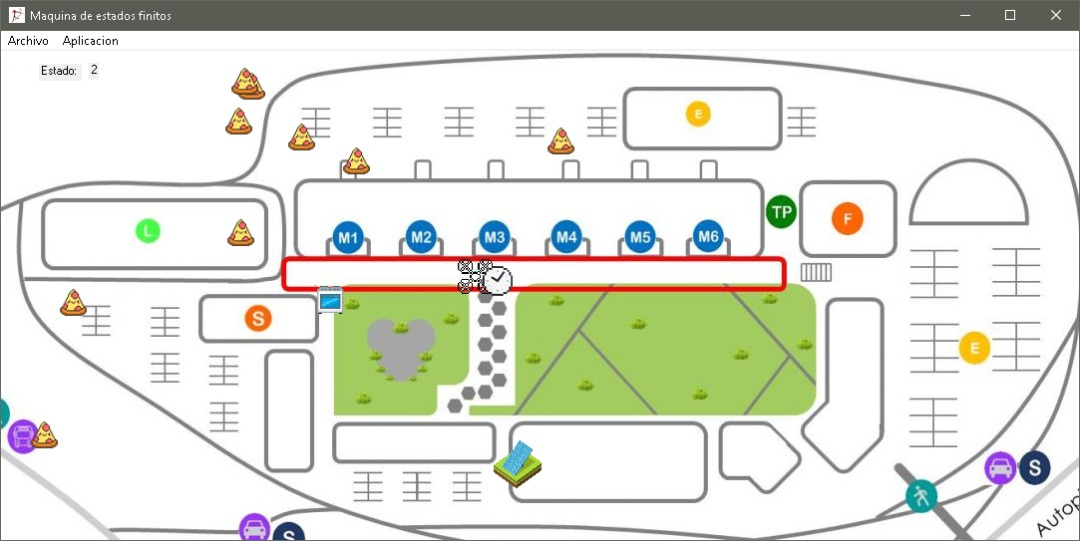 Maquina de estados finitos
Archivo Aplicacion
Estado: 2
E
L
M1 M2 M3 M4 M5 M6
TP
F
S
E
S
S
Autop